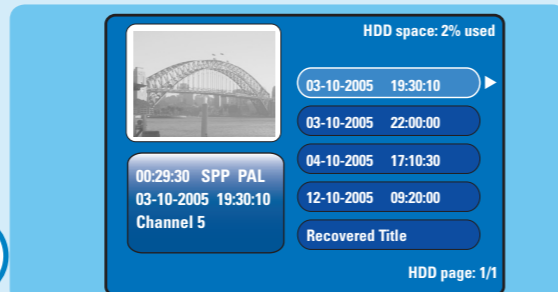 HDD space: 2% used
03-10-2005 19:30:10
03-10-2005 22:00:00
04-10-2005 17:10:30
12-10-2005 09:20:00
Recovered Title
00:29:30 SPP PAL
03-10-2005 19:30:10
Channel 5
HDD page: 1/1